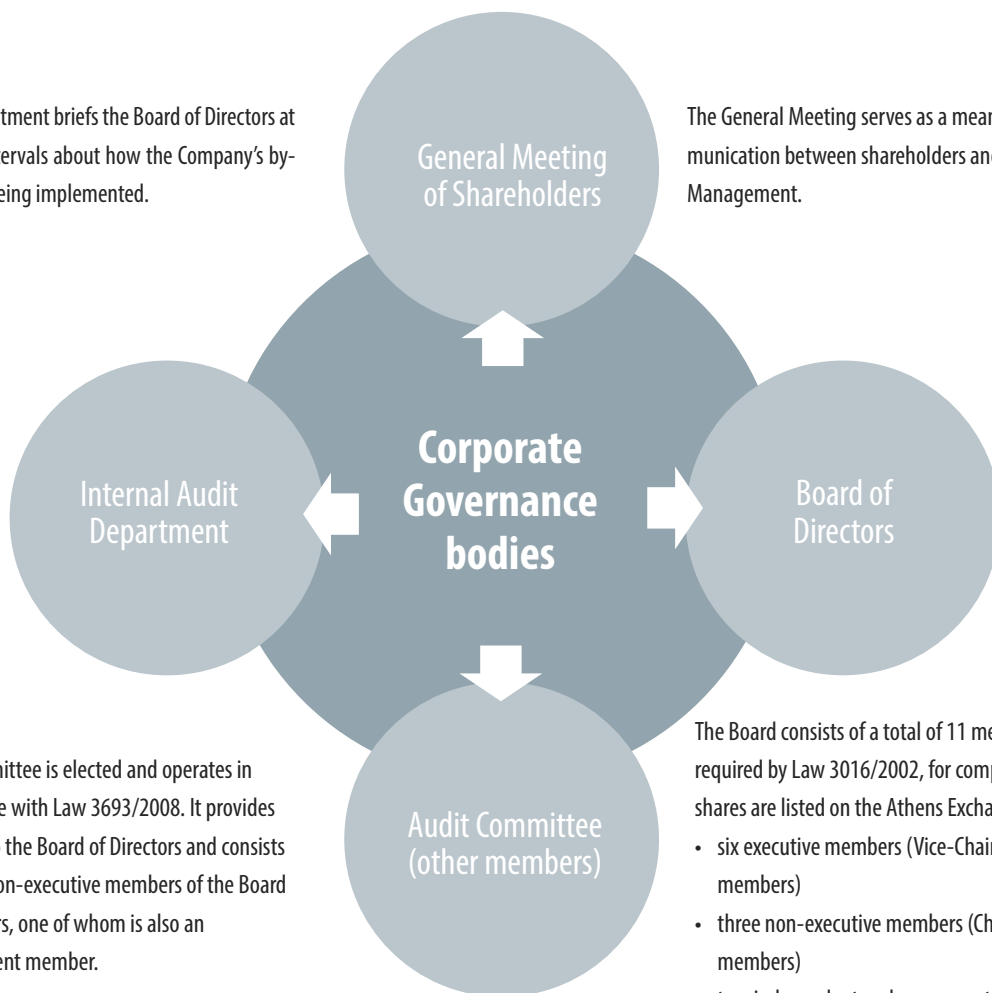 tment briefs the Board of Directors at
tervals about how the Company's by-
eing implemented.
General Meeting
of Shareholders
The General Meeting serves as a mean
munication between shareholders and
Management.
Internal Audit
Department
Corporate
Governance
bodies
Board of
Directors
ittee is elected and operates in
e with Law 3693/2008. It provides
the Board of Directors and consists
on-executive members of the Board
rs, one of whom is also an
ent member.
Audit Committee
(other members)
The Board consists of a total of 11 me
required by Law 3016/2002, for comp
shares are listed on the Athens Excha
• six executive members (Vice-Chair
members)
• three non-executive members (Ch
members)